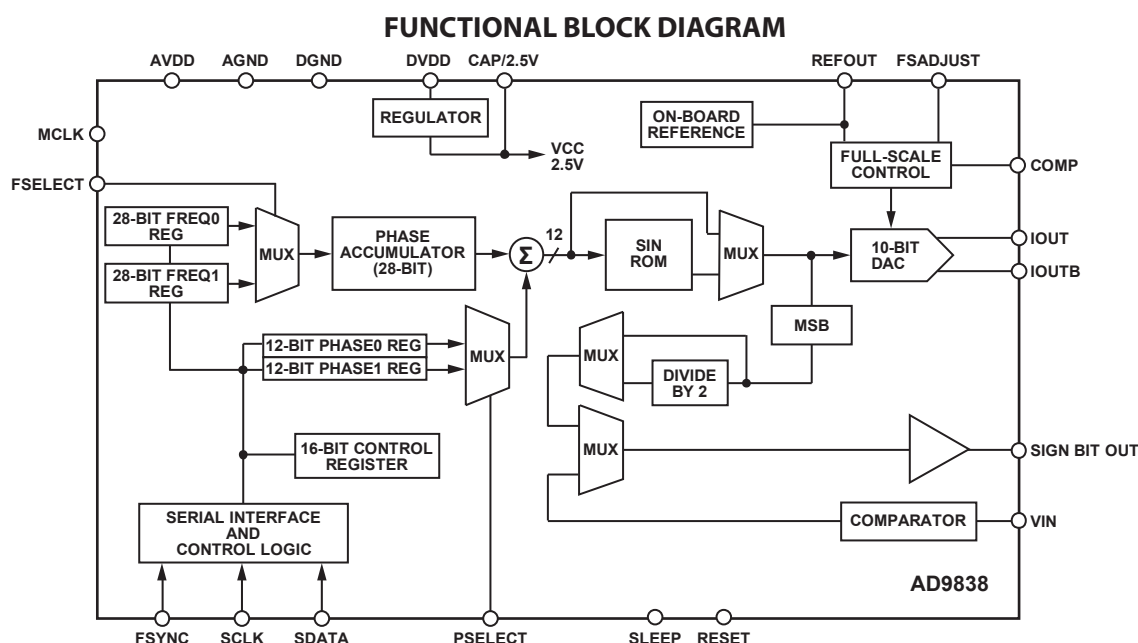 FUNCTIONAL BLOCK DIAGRAM
AVDD
AGND
DGND
DVDD
CAP/2.5V
REFOUT
FSADJUST
MCLK
REGULATOR
ON-BOARD
REFERENCE
VCC
2.5V
FULL-SCALE
CONTROL
COMP
FSELECT
28-BIT FREQ0
REG
28-BIT FREQ1
REG
MUX
PHASE
ACCUMULATOR
(28-BIT)
Σ
12
SIN
ROM
MUX
10-BIT
DAC
IOUT
IOUTB
MSB
12-BIT PHASE0 REG
12-BIT PHASE1 REG
MUX
MUX
DIVIDE
BY 2
16-BIT CONTROL
REGISTER
MUX
SIGN BIT OUT
SERIAL INTERFACE
AND
CONTROL LOGIC
COMPARATOR
VIN
AD9838
FSYNC
SCLK
SDATA
PSELECT
SLEEP
RESET